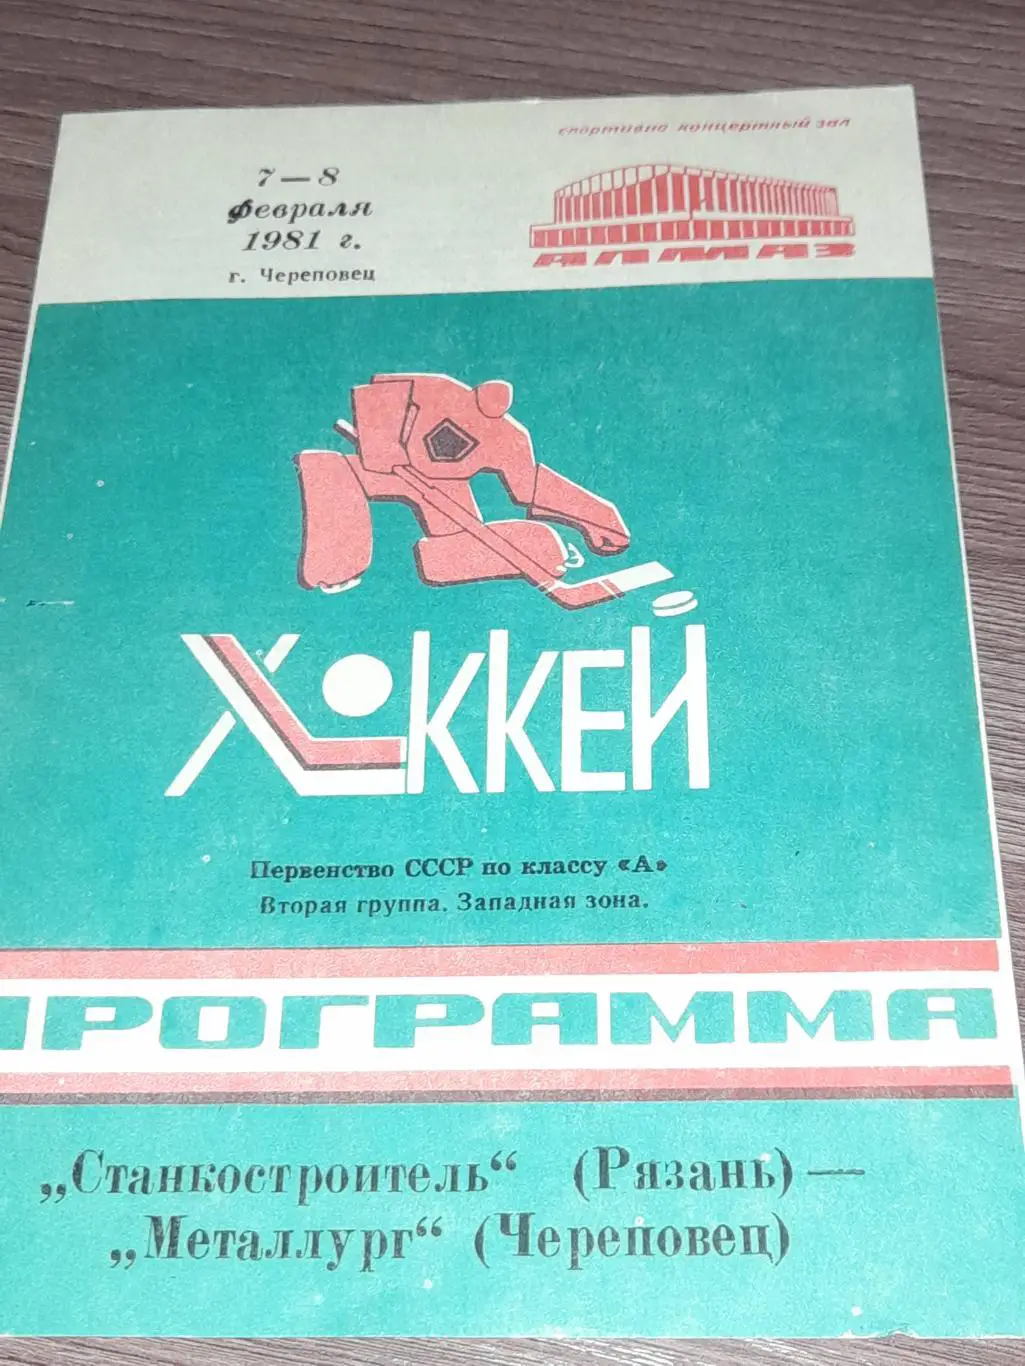 спортивно концертный зал
7—8
февраля
1981 г.
г. Череповец
АЛМАЗ
ХОККЕЙ
Первенство СССР по классу «А»
Вторая группа. Западная зона.
ПРОГРАММА
„Станкостроитель“ (Рязань) —
„Металлург“ (Череповец)